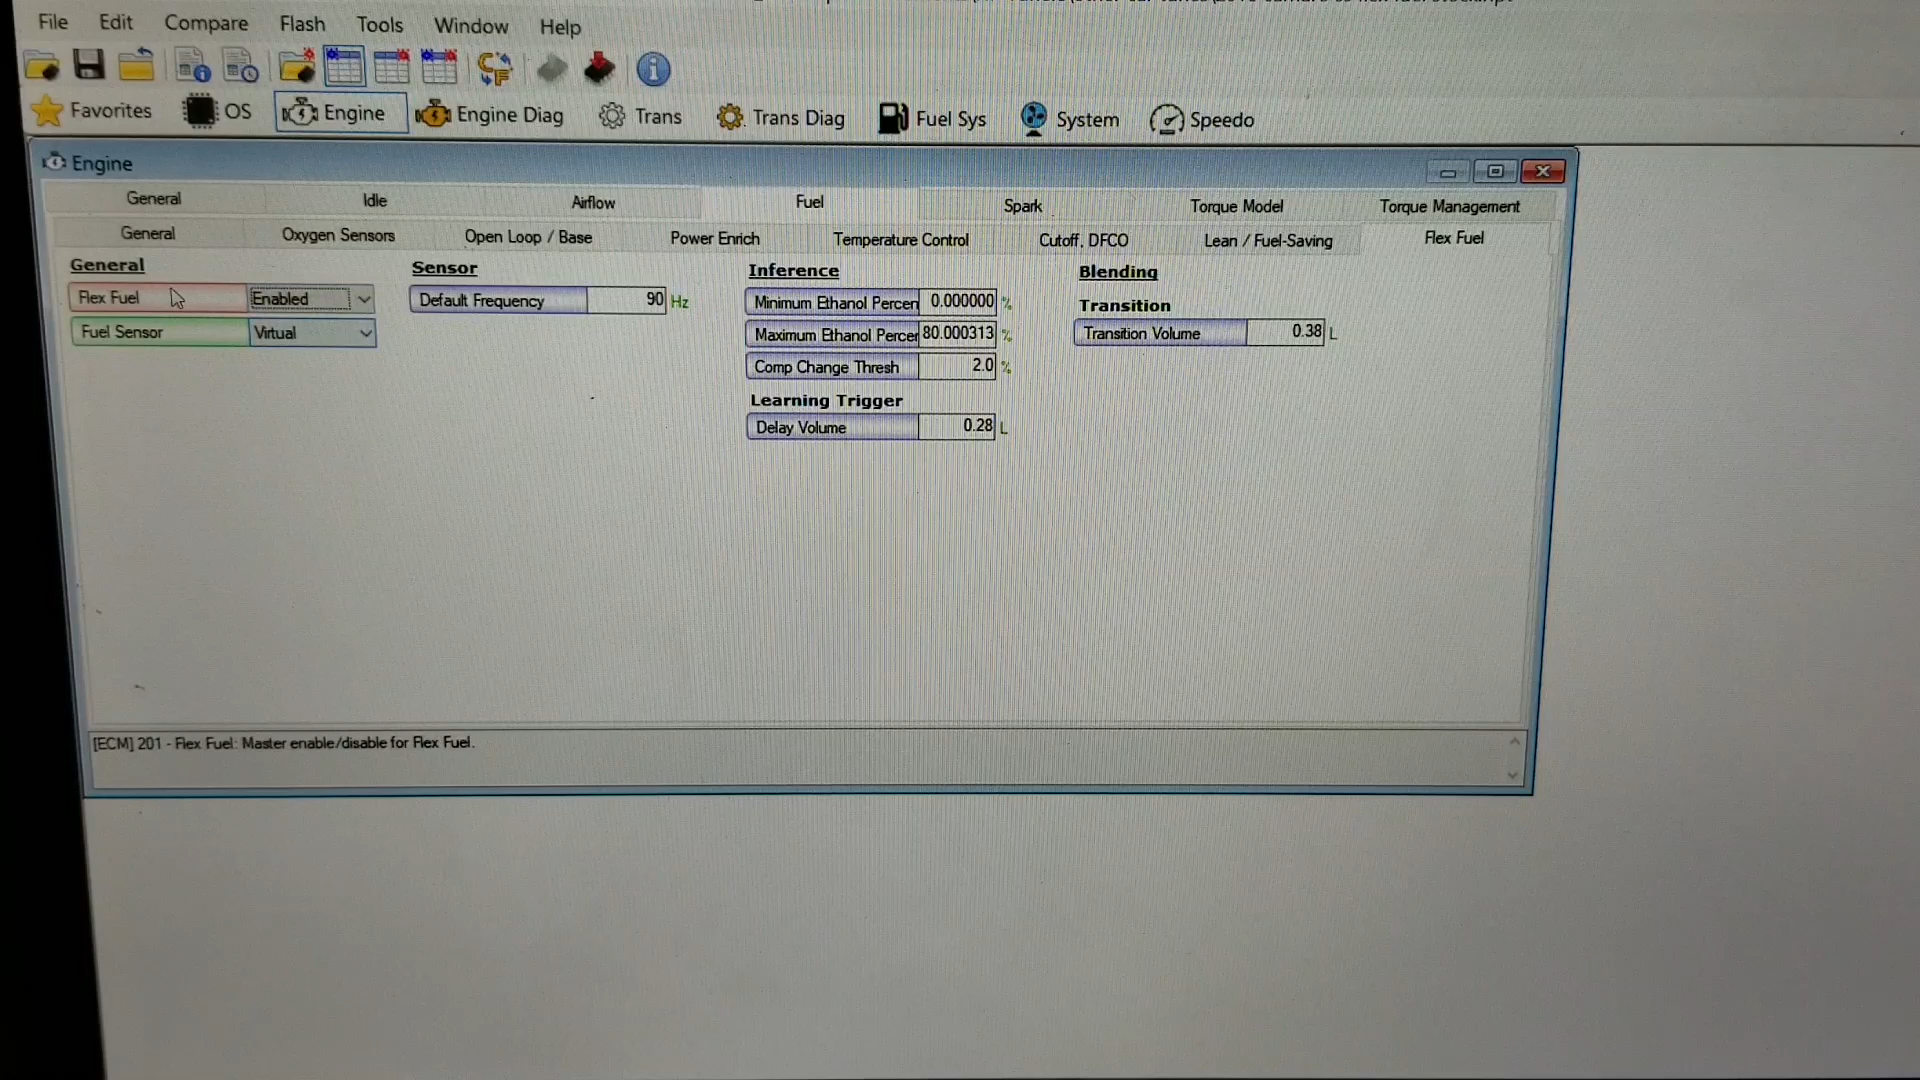 File Edit Compare Flash Tools Window Help
Favorites OS Engine Engine Diag Trans Trans Diag Fuel Sys System Speedo
Engine
General Idle Airflow Fuel Spark Torque Model Torque Management
General Oxygen Sensors Open Loop / Base Power Enrich Temperature Control Cutoff, DFCO Lean / Fuel-Saving Flex Fuel
General Sensor Inference Blending
Flex Fuel Enabled Default Frequency 90 Hz Minimum Ethanol Percen 0.000000 % Transition
Fuel Sensor Virtual Maximum Ethanol Percer 80.000313 % Transition Volume 0.38 L
Comp Change Thresh 2.0 %
Learning Trigger
Delay Volume 0.28 L
[ECM] 201 - Flex Fuel: Master enable/disable for Flex Fuel.